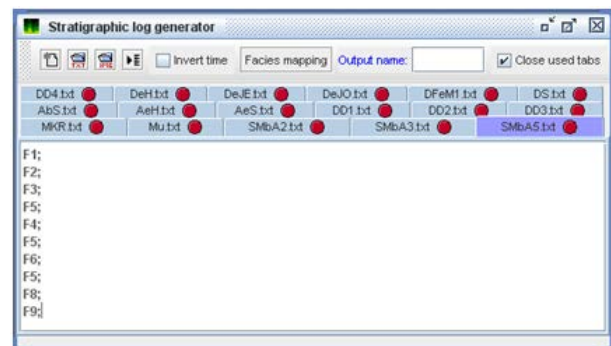 Stratigraphic log generator
Invert time Facies mapping Output name: Close used tabs
DD4.txt DeH.txt DeJE.txt DeJO.txt DFeM1.txt DS.txt
AbS.txt AeH.txt AeS.txt DD1.txt DD2.txt DD3.txt
MKR.txt Mu.txt SMbA2.txt SMbA3.txt SMbA5.txt
F1;
F2;
F3;
F5;
F4;
F5;
F6;
F5;
F8;
F9;